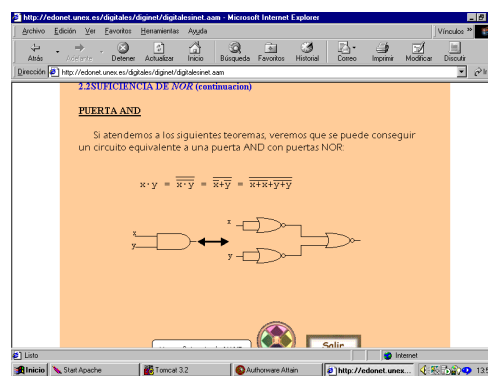 http://edonet.unex.es/digitales/diginet/digitalesinet.aam - Microsoft Internet Explorer
Archivo Edición Ver Favoritos Herramientas Ayuda Vínculos »
Atrás Adelante Detener Actualizar Inicio Búsqueda Favoritos Historial Correo Imprimir Modificar Discutir
Dirección http://edonet.unex.es/digitales/diginet/digitalesinet.aam
2.2SUFICIENCIA DE NOR (continuacion)
PUERTA AND
Si atendemos a los siguientes teoremas, veremos que se puede conseguir
un circuito equivalente a una puerta AND con puertas NOR:
x·y = x·y = x+y = x+x+y+y
x
x
y
y
Salir
Listo Internet
Inicio Start Apache Tomcat 3.2 Authorware Attain http://edonet.unex...